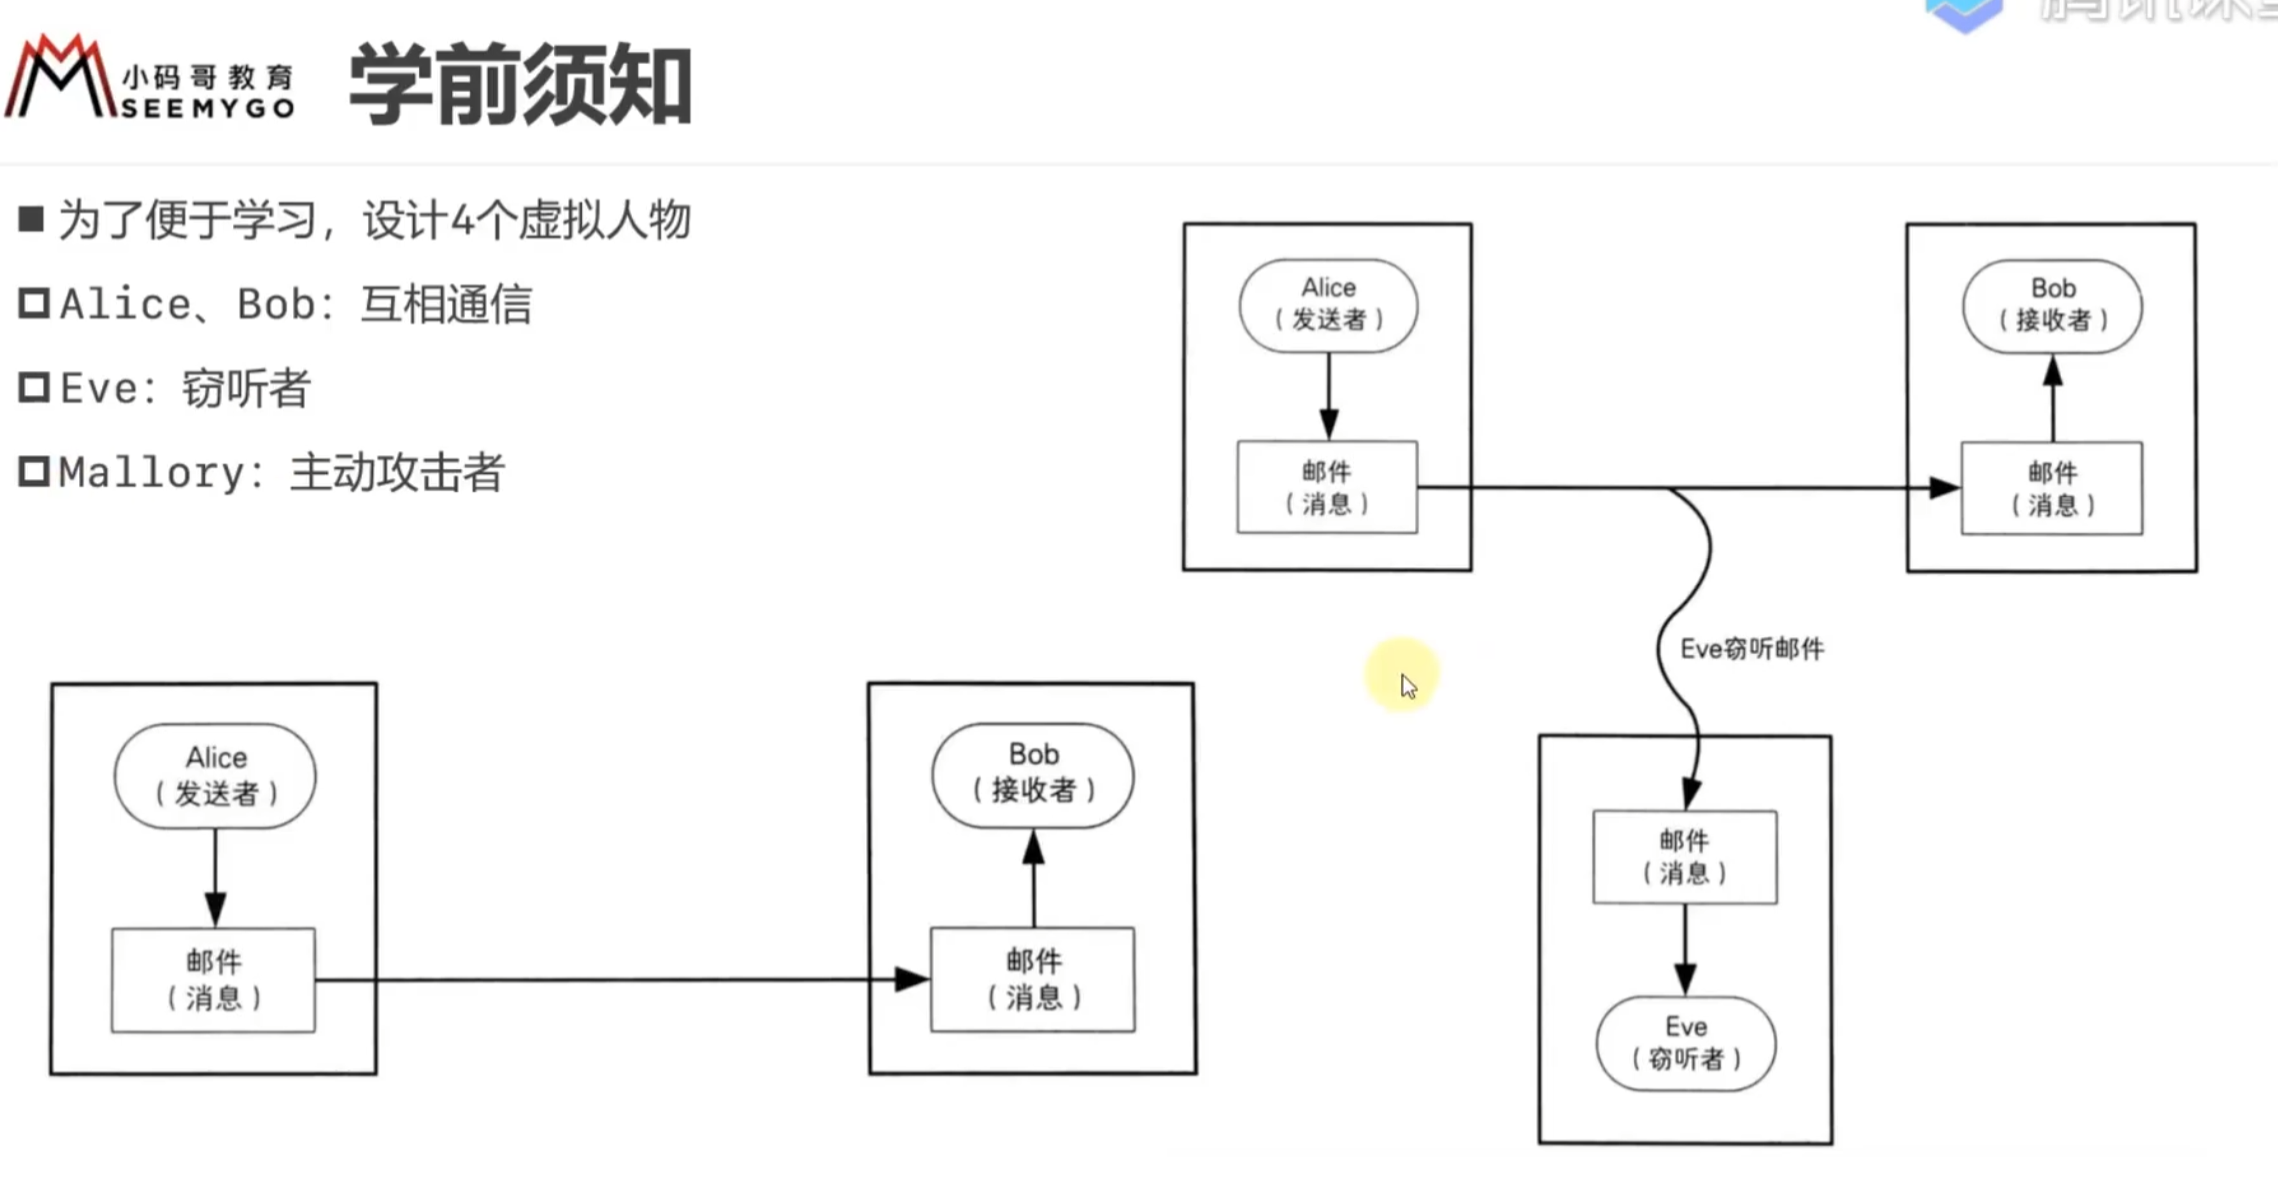 腾讯课堂
小码哥教育
SEEMYGO
学前须知
为了便于学习，设计4个虚拟人物
Alice、Bob：互相通信
Eve：窃听者
Mallory：主动攻击者
Alice
（发送者）
邮件
（消息）
Bob
（接收者）
邮件
（消息）
Eve窃听邮件
邮件
（消息）
Eve
（窃听者）
Alice
（发送者）
邮件
（消息）
Bob
（接收者）
邮件
（消息）